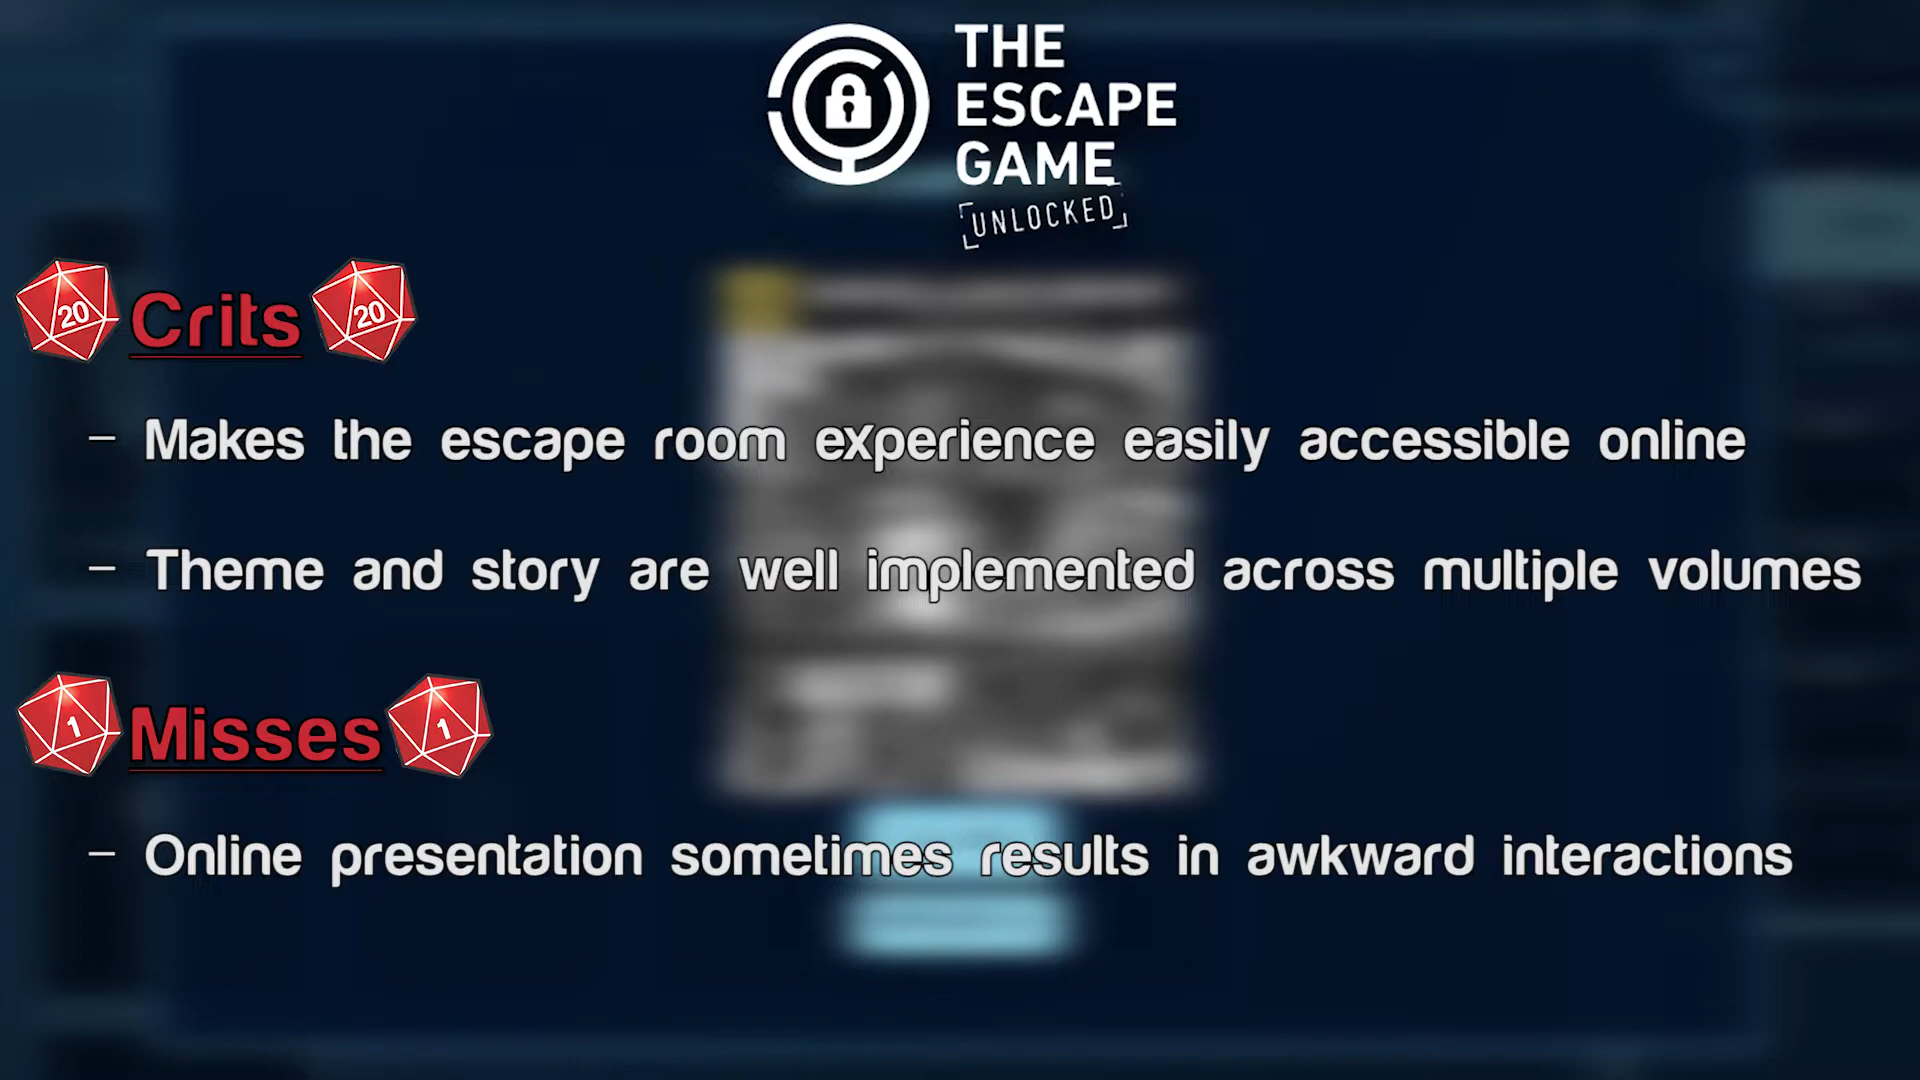 THE
ESCAPE
GAME
UNLOCKED
20 Crits 20
– Makes the escape room experience easily accessible online
– Theme and story are well implemented across multiple volumes
1 Misses 1
– Online presentation sometimes results in awkward interactions